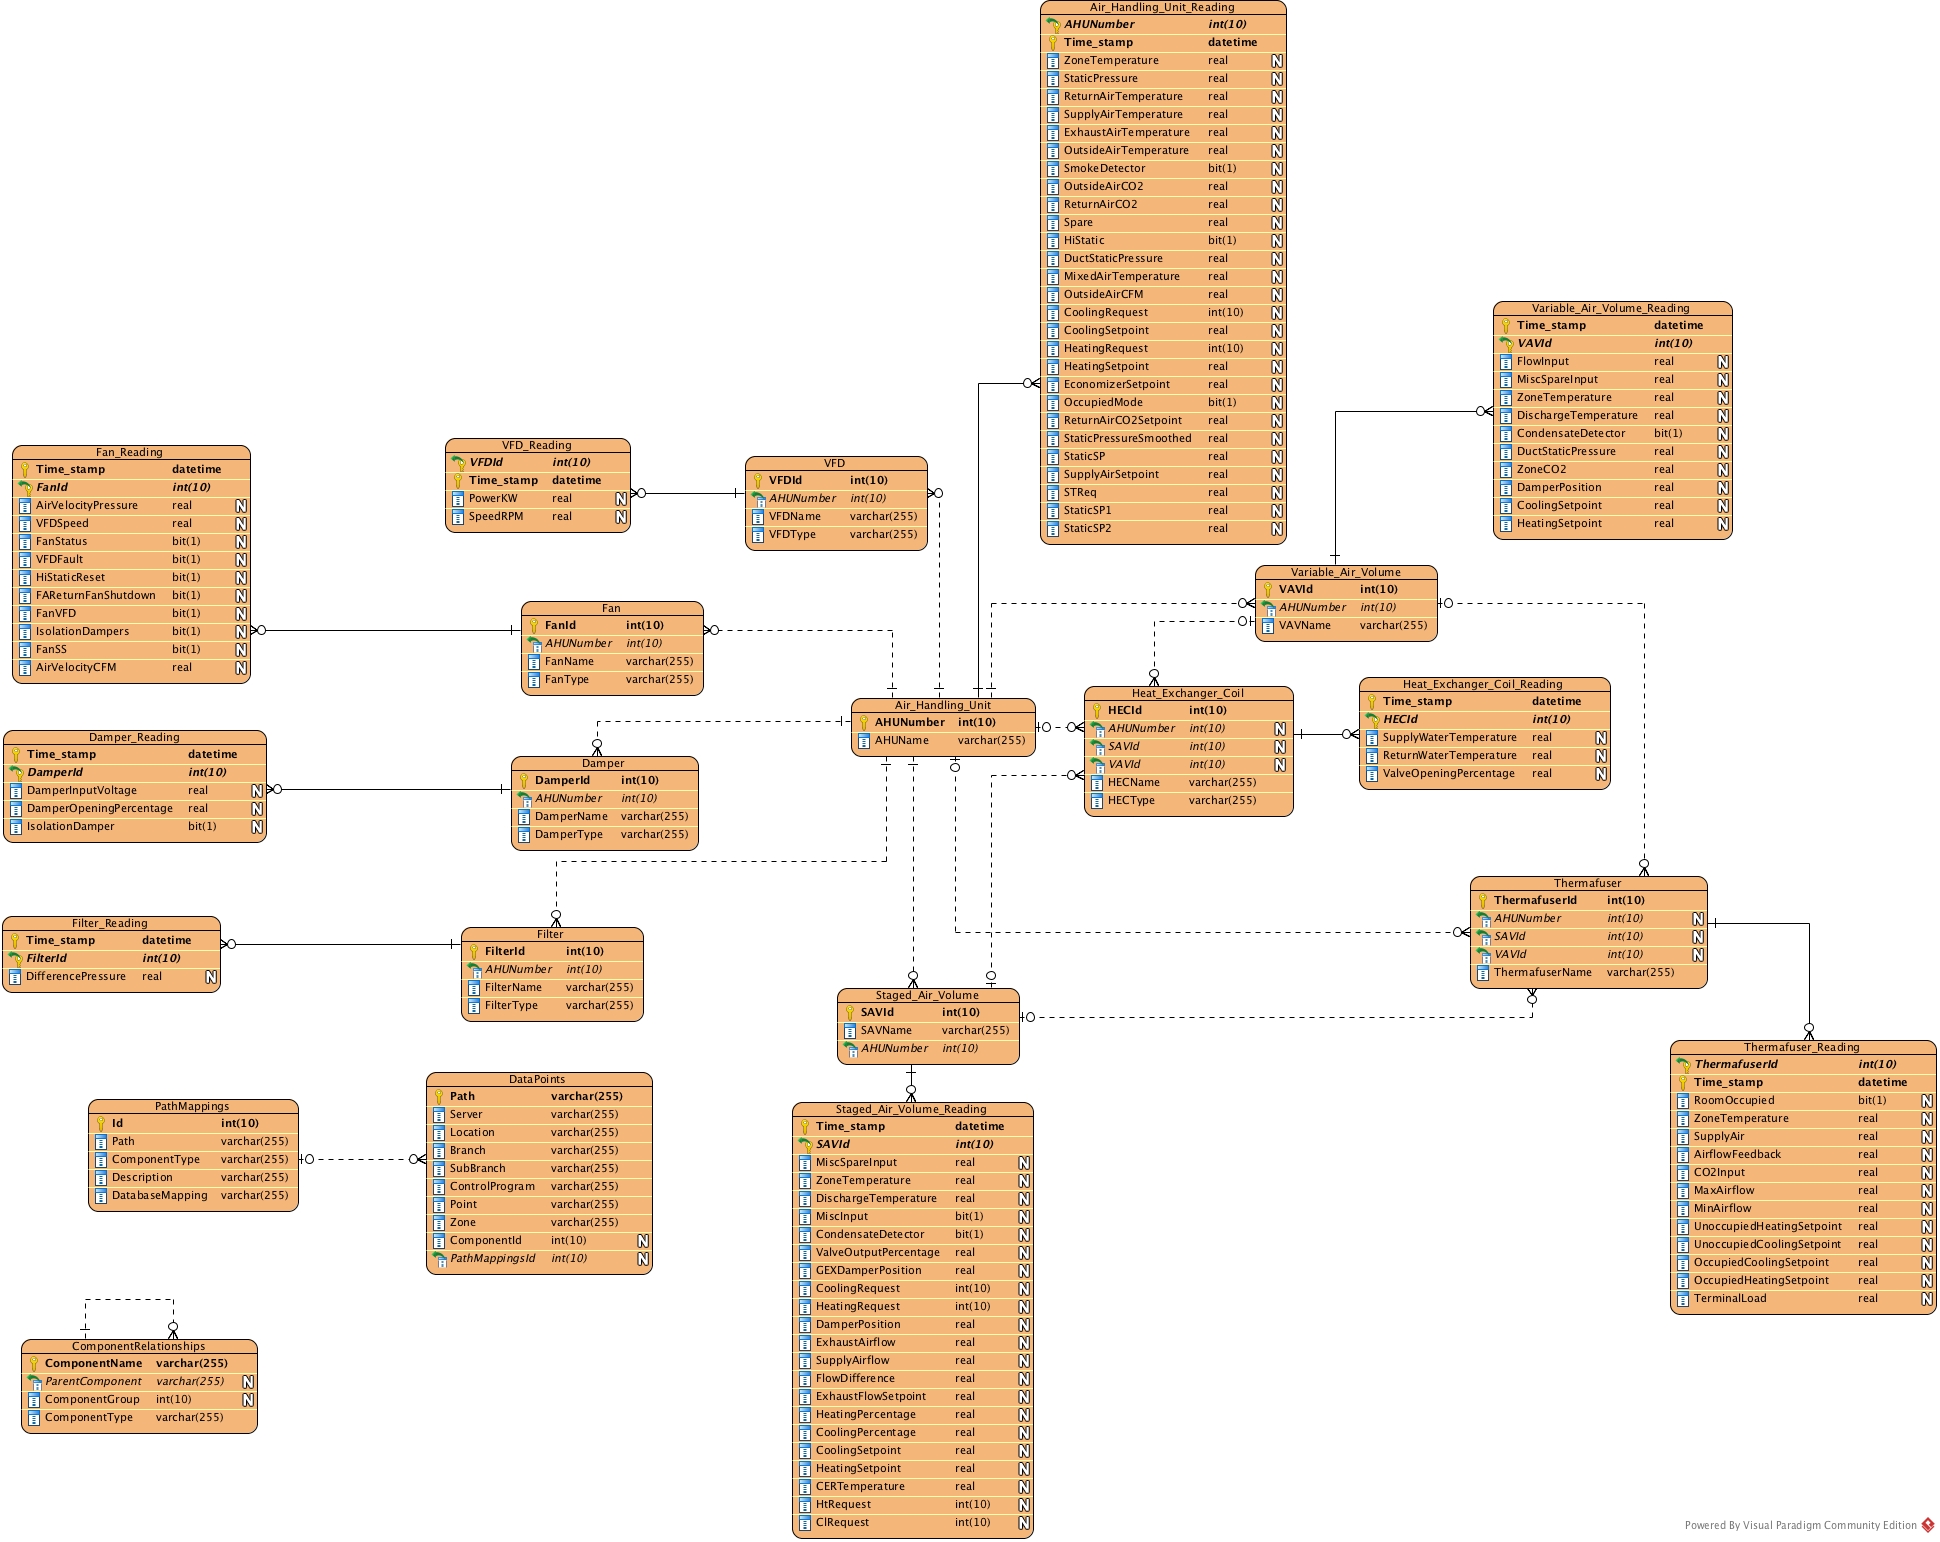 Air_Handling_Unit_Reading
AHUNumber int(10)
Time_stamp datetime
ZoneTemperature real N
StaticPressure real N
ReturnAirTemperature real N
SupplyAirTemperature real N
ExhaustAirTemperature real N
OutsideAirTemperature real N
SmokeDetector bit(1) N
OutsideAirCO2 real N
ReturnAirCO2 real N
Spare real N
HiStatic bit(1) N
DuctStaticPressure real N
MixedAirTemperature real N
OutsideAirCFM real N
CoolingRequest int(10) N
CoolingSetpoint real N
HeatingRequest int(10) N
HeatingSetpoint real N
EconomizerSetpoint real N
OccupiedMode bit(1) N
ReturnAirCO2Setpoint real N
StaticPressureSmoothed real N
StaticSP real N
SupplyAirSetpoint real N
STReq real N
StaticSP1 real N
StaticSP2 real N
Variable_Air_Volume_Reading
Time_stamp datetime
VAVId int(10)
FlowInput real N
MiscSpareInput real N
ZoneTemperature real N
DischargeTemperature real N
CondensateDetector bit(1) N
DuctStaticPressure real N
ZoneCO2 real N
DamperPosition real N
CoolingSetpoint real N
HeatingSetpoint real N
Fan_Reading
Time_stamp datetime
FanId int(10)
AirVelocityPressure real N
VFDSpeed real N
FanStatus bit(1) N
VFDFault bit(1) N
HiStaticReset bit(1) N
FAReturnFanShutdown bit(1) N
FanVFD bit(1) N
IsolationDampers bit(1) N
FanSS bit(1) N
AirVelocityCFM real N
VFD_Reading
VFDId int(10)
Time_stamp datetime
PowerKW real N
SpeedRPM real N
VFD
VFDId int(10)
AHUNumber int(10)
VFDName varchar(255)
VFDType varchar(255)
Fan
FanId int(10)
AHUNumber int(10)
FanName varchar(255)
FanType varchar(255)
Variable_Air_Volume
VAVId int(10)
AHUNumber int(10)
VAVName varchar(255)
Air_Handling_Unit
AHUNumber int(10)
AHUName varchar(255)
Heat_Exchanger_Coil
HECId int(10)
AHUNumber int(10) N
SAVId int(10) N
VAVId int(10) N
HECName varchar(255)
HECType varchar(255)
Heat_Exchanger_Coil_Reading
Time_stamp datetime
HECId int(10)
SupplyWaterTemperature real N
ReturnWaterTemperature real N
ValveOpeningPercentage real N
Damper_Reading
Time_stamp datetime
DamperId int(10)
DamperInputVoltage real N
DamperOpeningPercentage real N
IsolationDamper bit(1) N
Damper
DamperId int(10)
AHUNumber int(10)
DamperName varchar(255)
DamperType varchar(255)
Filter_Reading
Time_stamp datetime
FilterId int(10)
DifferencePressure real N
Filter
FilterId int(10)
AHUNumber int(10)
FilterName varchar(255)
FilterType varchar(255)
Thermafuser
ThermafuserId int(10)
AHUNumber int(10) N
SAVId int(10) N
VAVId int(10) N
ThermafuserName varchar(255)
Staged_Air_Volume
SAVId int(10)
SAVName varchar(255)
AHUNumber int(10)
Thermafuser_Reading
ThermafuserId int(10)
Time_stamp datetime
RoomOccupied bit(1) N
ZoneTemperature real N
SupplyAir real N
AirflowFeedback real N
CO2Input real N
MaxAirflow real N
MinAirflow real N
UnoccupiedHeatingSetpoint real N
UnoccupiedCoolingSetpoint real N
OccupiedCoolingSetpoint real N
OccupiedHeatingSetpoint real N
TerminalLoad real N
PathMappings
Id int(10)
Path varchar(255)
ComponentType varchar(255)
Description varchar(255)
DatabaseMapping varchar(255)
DataPoints
Path varchar(255)
Server varchar(255)
Location varchar(255)
Branch varchar(255)
SubBranch varchar(255)
ControlProgram varchar(255)
Point varchar(255)
Zone varchar(255)
ComponentId int(10) N
PathMappingsId int(10) N
Staged_Air_Volume_Reading
Time_stamp datetime
SAVId int(10)
MiscSpareInput real N
ZoneTemperature real N
DischargeTemperature real N
MiscInput bit(1) N
CondensateDetector bit(1) N
ValveOutputPercentage real N
GEXDamperPosition real N
CoolingRequest int(10) N
HeatingRequest int(10) N
DamperPosition real N
ExhaustAirflow real N
SupplyAirflow real N
FlowDifference real N
ExhaustFlowSetpoint real N
HeatingPercentage real N
CoolingPercentage real N
CoolingSetpoint real N
HeatingSetpoint real N
CERTemperature real N
HtRequest int(10) N
ClRequest int(10) N
ComponentRelationships
ComponentName varchar(255)
ParentComponent varchar(255) N
ComponentGroup int(10) N
ComponentType varchar(255)
Powered By Visual Paradigm Community Edition